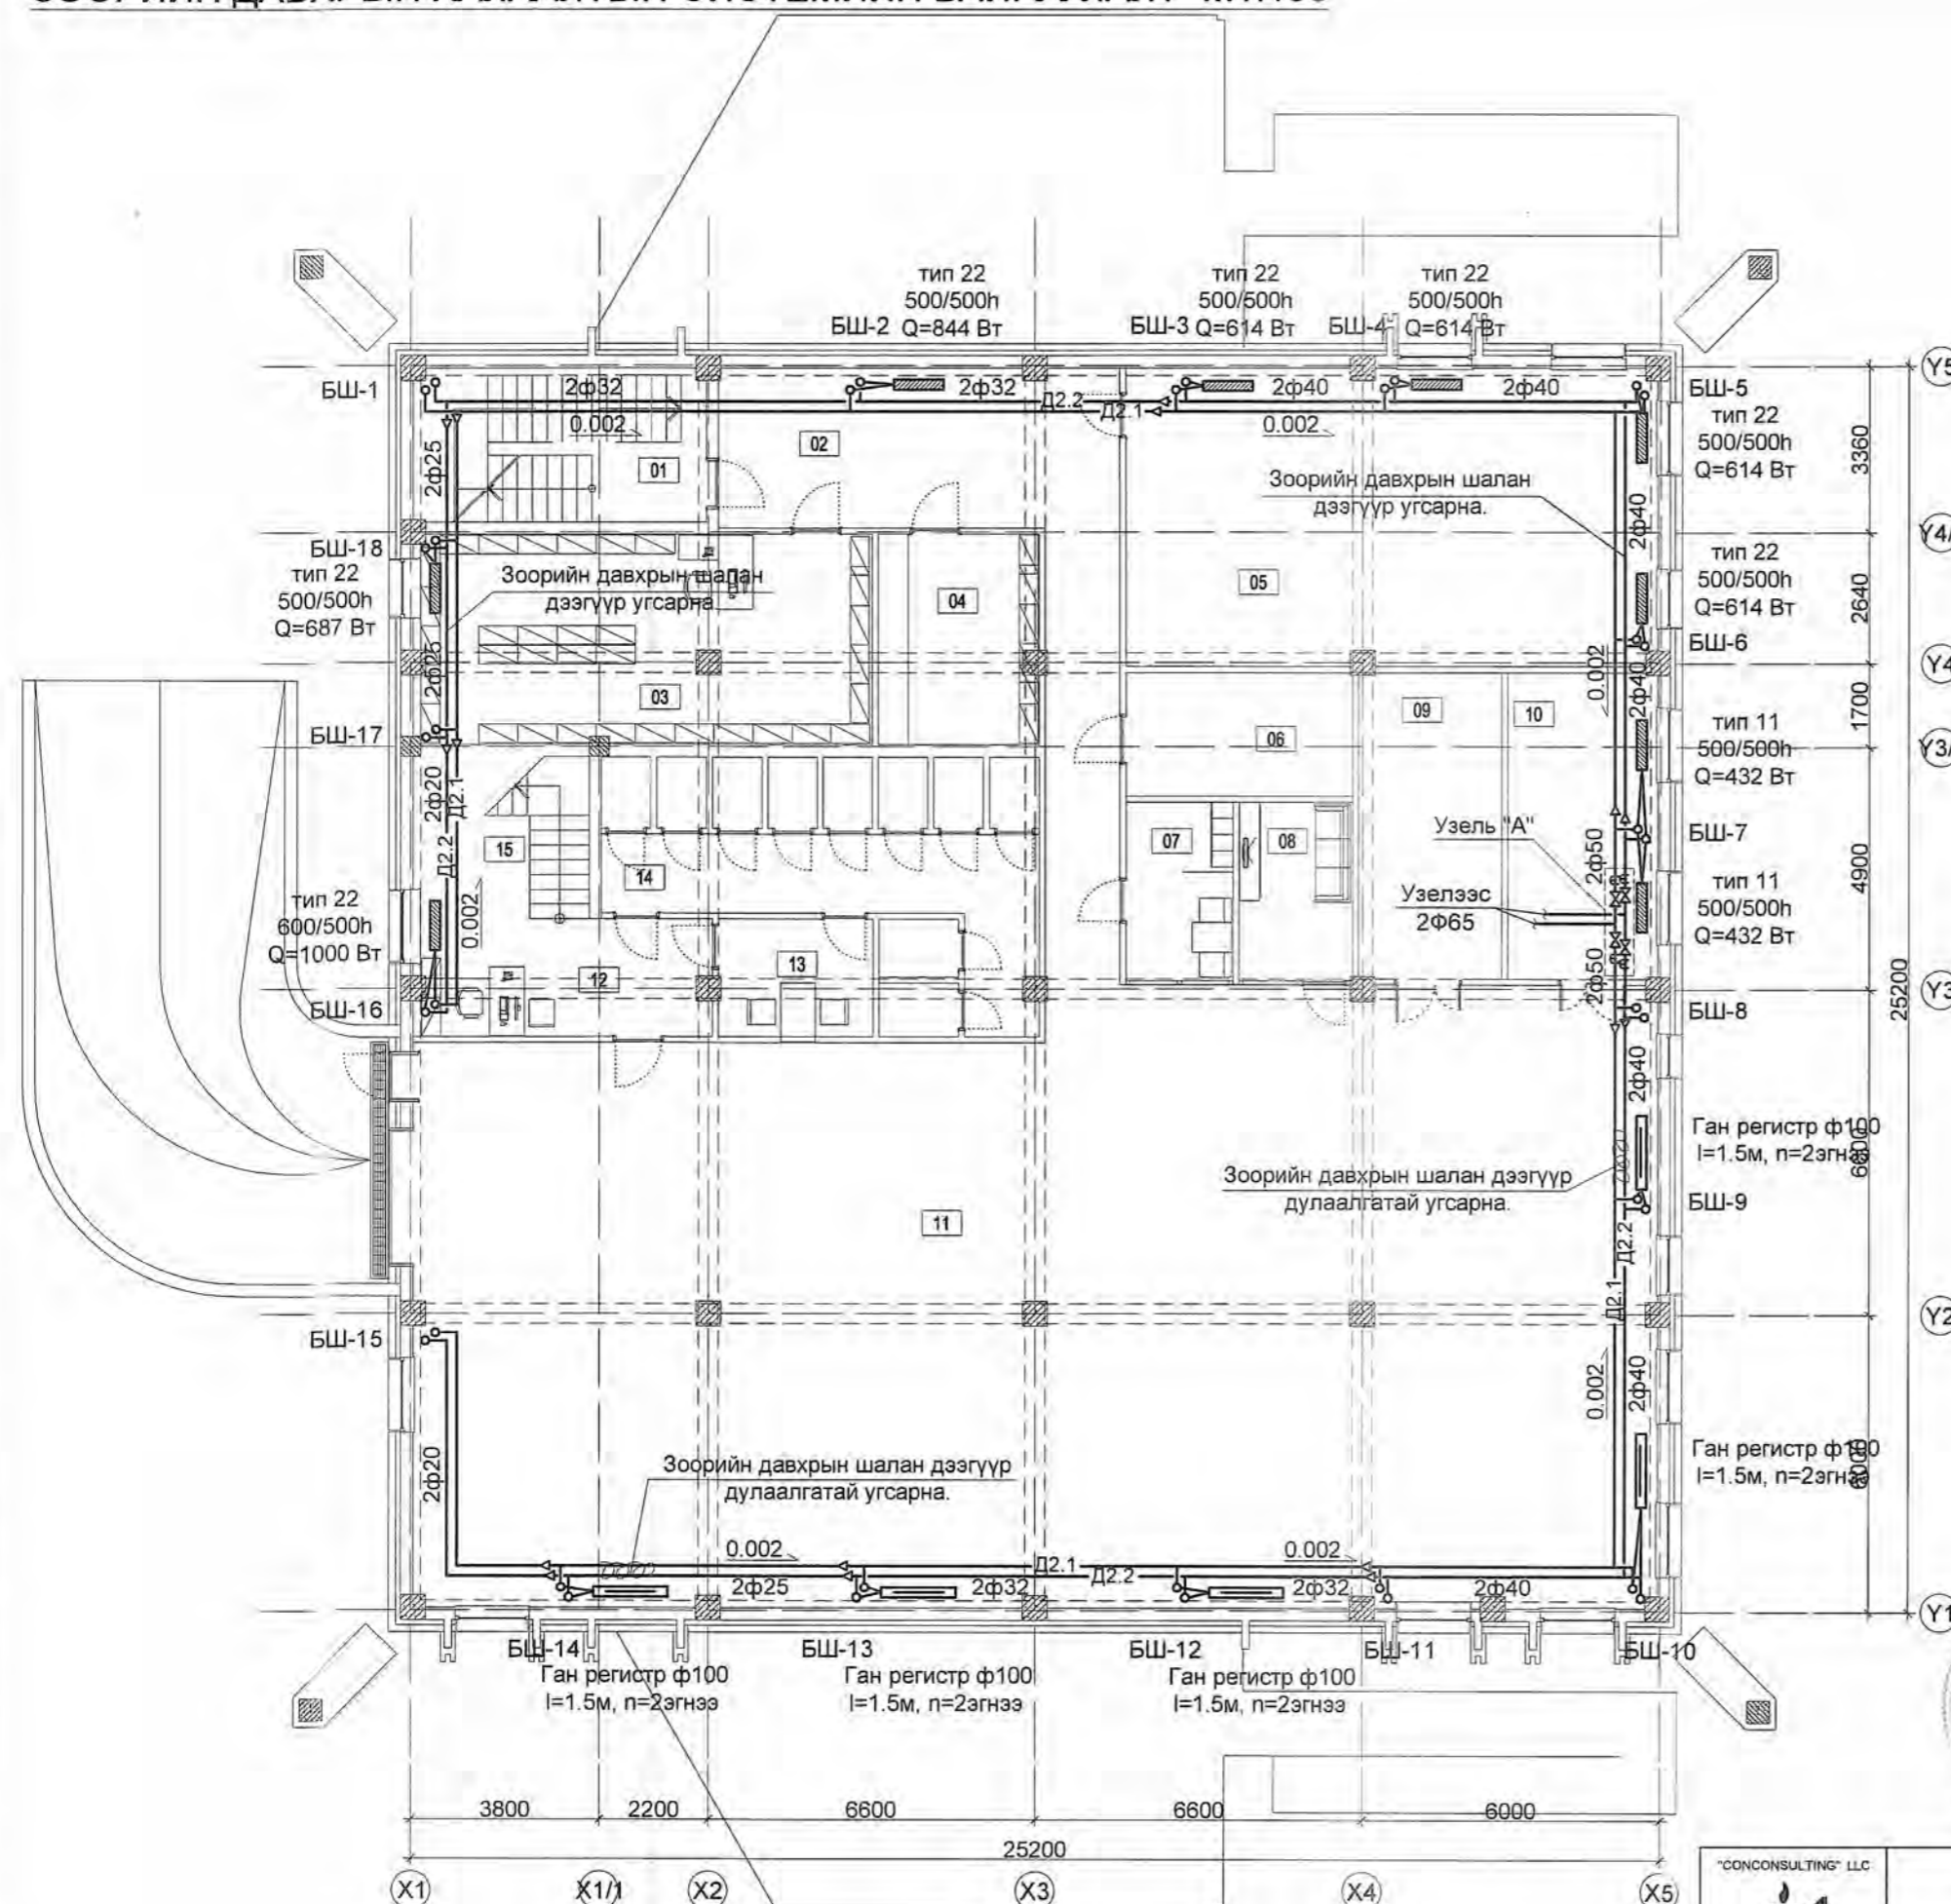 тип 22
500/500h
БШ-2 Q=844 Вт
тип 22
500/500h
БШ-3 Q=614 Вт
тип 22
500/500h
БШ-4 Q=614 Вт
Y5
БШ-1
2ф32
2ф32
2ф40
2ф40
БШ-5
тип 22
500/500h
Q=614 Вт
Д2.2
Д2.1
0.002
0.002
3360
2ф25
01
02
Зоорийн давхрын шалан
дээгүүр угсарна.
2ф40
БШ-18
тип 22
500/500h
Q=687 Вт
Зоорийн давхрын шалан
дээгүүр угсарна
04
05
тип 22
500/500h
Q=614 Вт
БШ-6
2640
Y4
2ф25
03
0.002
2ф40
09
10
06
БШ-17
тип 11
500/500h
Q=432 Вт
1700
2ф20
Д2.1
Д2.2
15
14
07
08
Узель "А"
2ф50
БШ-7
4900
тип 22
600/500h
Q=1000 Вт
0.002
Узелээс
2Ф65
тип 11
500/500h
Q=432 Вт
12
13
2ф50
Y3
БШ-16
БШ-8
25200
2ф40
Ган регистр ф100
l=1.5м, n=2эгнээ
6600
Зоорийн давхрын шалан дээгүүр
дулаалгатай угсарна.
БШ-9
11
Д2.2
Д2.1
Y2
БШ-15
0.002
2ф40
2ф20
Зоорийн давхрын шалан дээгүүр
дулаалгатай угсарна.
Ган регистр ф100
l=1.5м, n=2эгнээ
6000
0.002
Д2.1
Д2.2
0.002
2ф25
2ф32
2ф32
2ф40
Y1
БШ-14
Ган регистр ф100
l=1.5м, n=2эгнээ
БШ-13
Ган регистр ф100
l=1.5м, n=2эгнээ
БШ-12
Ган регистр ф100
l=1.5м, n=2эгнээ
БШ-11
БШ-10
3800
2200
6600
6600
6000
25200
"CONCONSULTING" LLC
X1
X1/1
X2
X3
X4
X5